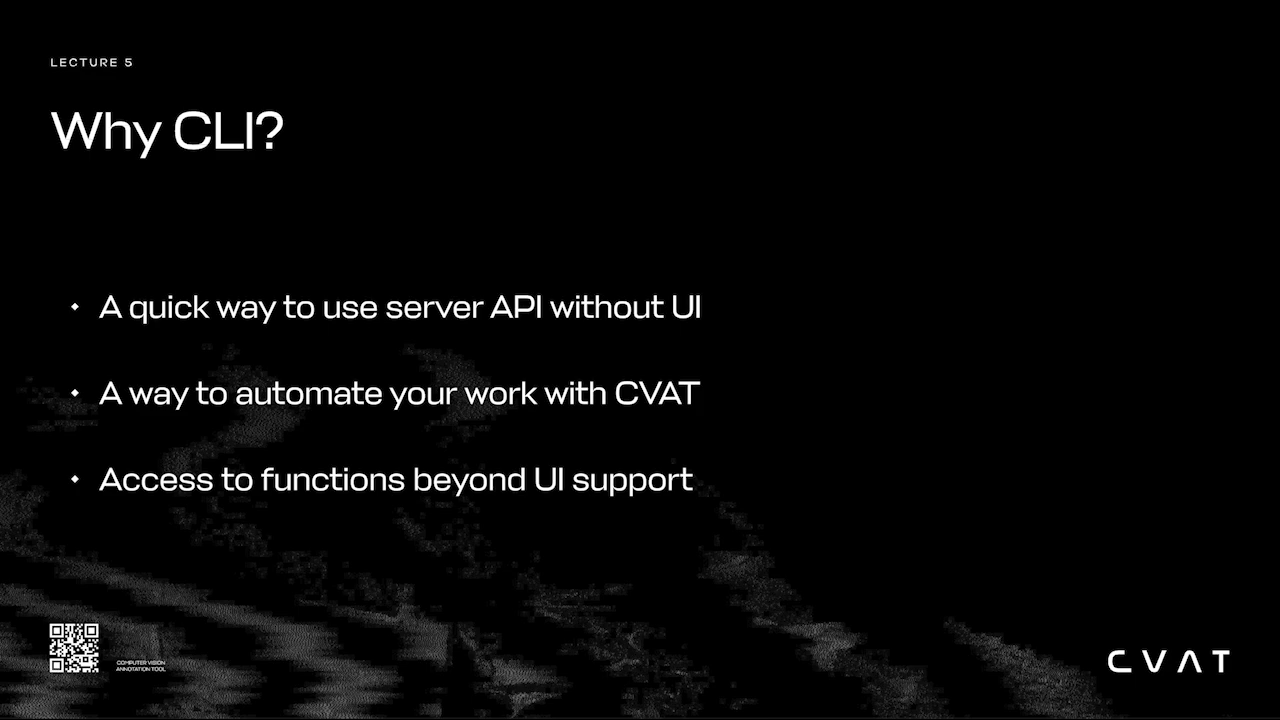 LECTURE 5
Why CLI?
A quick way to use server API without UI
A way to automate your work with CVAT
Access to functions beyond UI support
COMPUTER VISION
ANNOTATION TOOL
CVAT